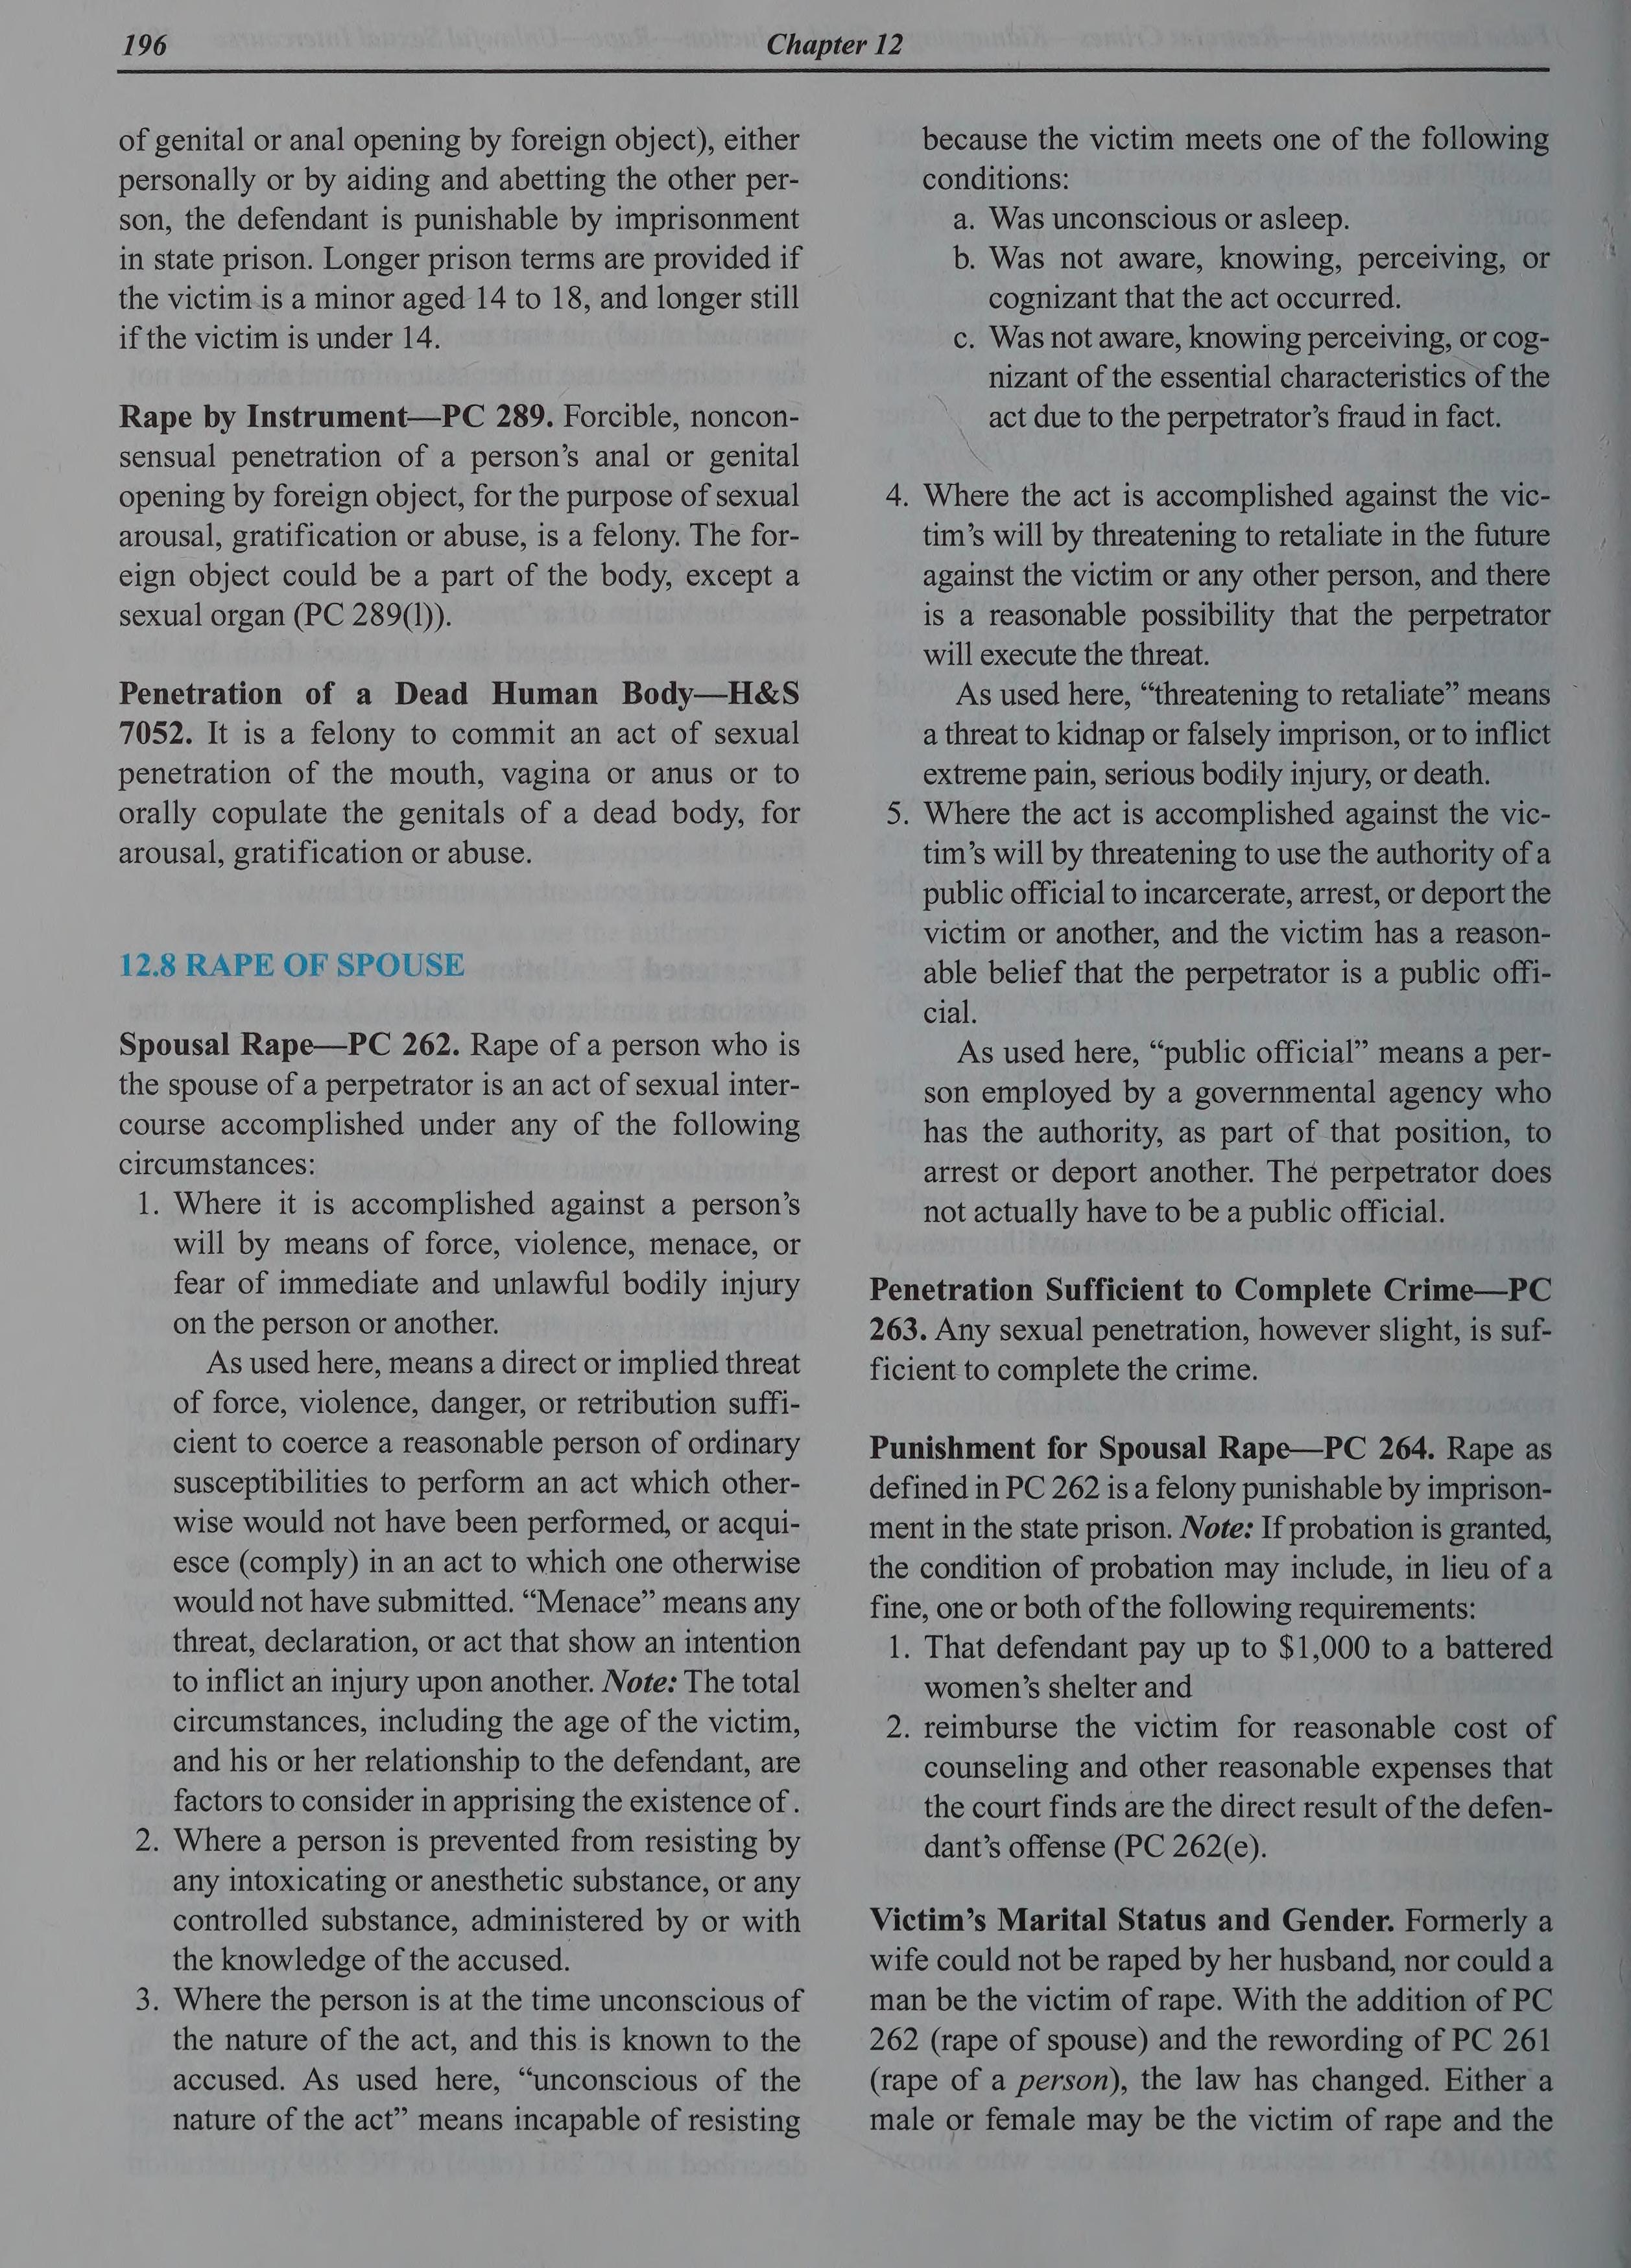 196
Chapter 12
of genital or anal opening by foreign object), either
personally or by aiding and abetting the other per-
son, the defendant is punishable by imprisonment
in state prison. Longer prison terms are provided if
the victim is a minor aged 14 to 18, and longer still
if the victim is under 14.
Rape by Instrument—PC 289. Forcible, noncon-
sensual penetration of a person's anal or genital
opening by foreign object, for the purpose of sexual
arousal, gratification or abuse, is a felony. The for-
eign object could be a part of the body, except a
sexual organ (PC 289(l)).
Penetration of a Dead Human Body—H&S
7052. It is a felony to commit an act of sexual
penetration of the mouth, vagina or anus or to
orally copulate the genitals of a dead body, for
arousal, gratification or abuse.
12.8 RAPE OF SPOUSE
Spousal Rape—PC 262. Rape of a person who is
the spouse of a perpetrator is an act of sexual inter-
course accomplished under any of the following
circumstances:
1. Where it is accomplished against a person's
will by means of force, violence, menace, or
fear of immediate and unlawful bodily injury
on the person or another.
As used here, means a direct or implied threat
of force, violence, danger, or retribution suffi-
cient to coerce a reasonable person of ordinary
susceptibilities to perform an act which other-
wise would not have been performed, or acqui-
esce (comply) in an act to which one otherwise
would not have submitted. “Menace” means any
threat, declaration, or act that show an intention
to inflict an injury upon another. Note: The total
circumstances, including the age of the victim,
and his or her relationship to the defendant, are
factors to consider in apprising the existence of .
2. Where a person is prevented from resisting by
any intoxicating or anesthetic substance, or any
controlled substance, administered by or with
the knowledge of the accused.
3. Where the person is at the time unconscious of
the nature of the act, and this is known to the
accused. As used here, “unconscious of the
nature of the act” means incapable of resisting
because the victim meets one of the following
conditions:
a. Was unconscious or asleep.
b. Was not aware, knowing, perceiving, or
cognizant that the act occurred.
c. Was not aware, knowing perceiving, or cog-
nizant of the essential characteristics of the
act due to the perpetrator's fraud in fact.
4. Where the act is accomplished against the vic-
tim's will by threatening to retaliate in the future
against the victim or any other person, and there
is a reasonable possibility that the perpetrator
will execute the threat.
As used here, “threatening to retaliate” means
a threat to kidnap or falsely imprison, or to inflict
extreme pain, serious bodily injury, or death.
5. Where the act is accomplished against the vic-
tim's will by threatening to use the authority of a
public official to incarcerate, arrest, or deport the
victim or another, and the victim has a reason-
able belief that the perpetrator is a public offi-
cial.
As used here, “public official” means a per-
son employed by a governmental agency who
has the authority, as part of that position, to
arrest or deport another. The perpetrator does
not actually have to be a public official.
Penetration Sufficient to Complete Crime—PC
263. Any sexual penetration, however slight, is suf-
ficient to complete the crime.
Punishment for Spousal Rape—PC 264. Rape as
defined in PC 262 is a felony punishable by imprison-
ment in the state prison. Note: If probation is granted,
the condition of probation may include, in lieu of a
fine, one or both of the following requirements:
1. That defendant pay up to $1,000 to a battered
women's shelter and
2. reimburse the victim for reasonable cost of
counseling and other reasonable expenses that
the court finds are the direct result of the defen-
dant's offense (PC 262(e).
Victim's Marital Status and Gender. Formerly a
wife could not be raped by her husband, nor could a
man be the victim of rape. With the addition of PC
262 (rape of spouse) and the rewording of PC 261
(rape of a person), the law has changed. Either a
male or female may be the victim of rape and the